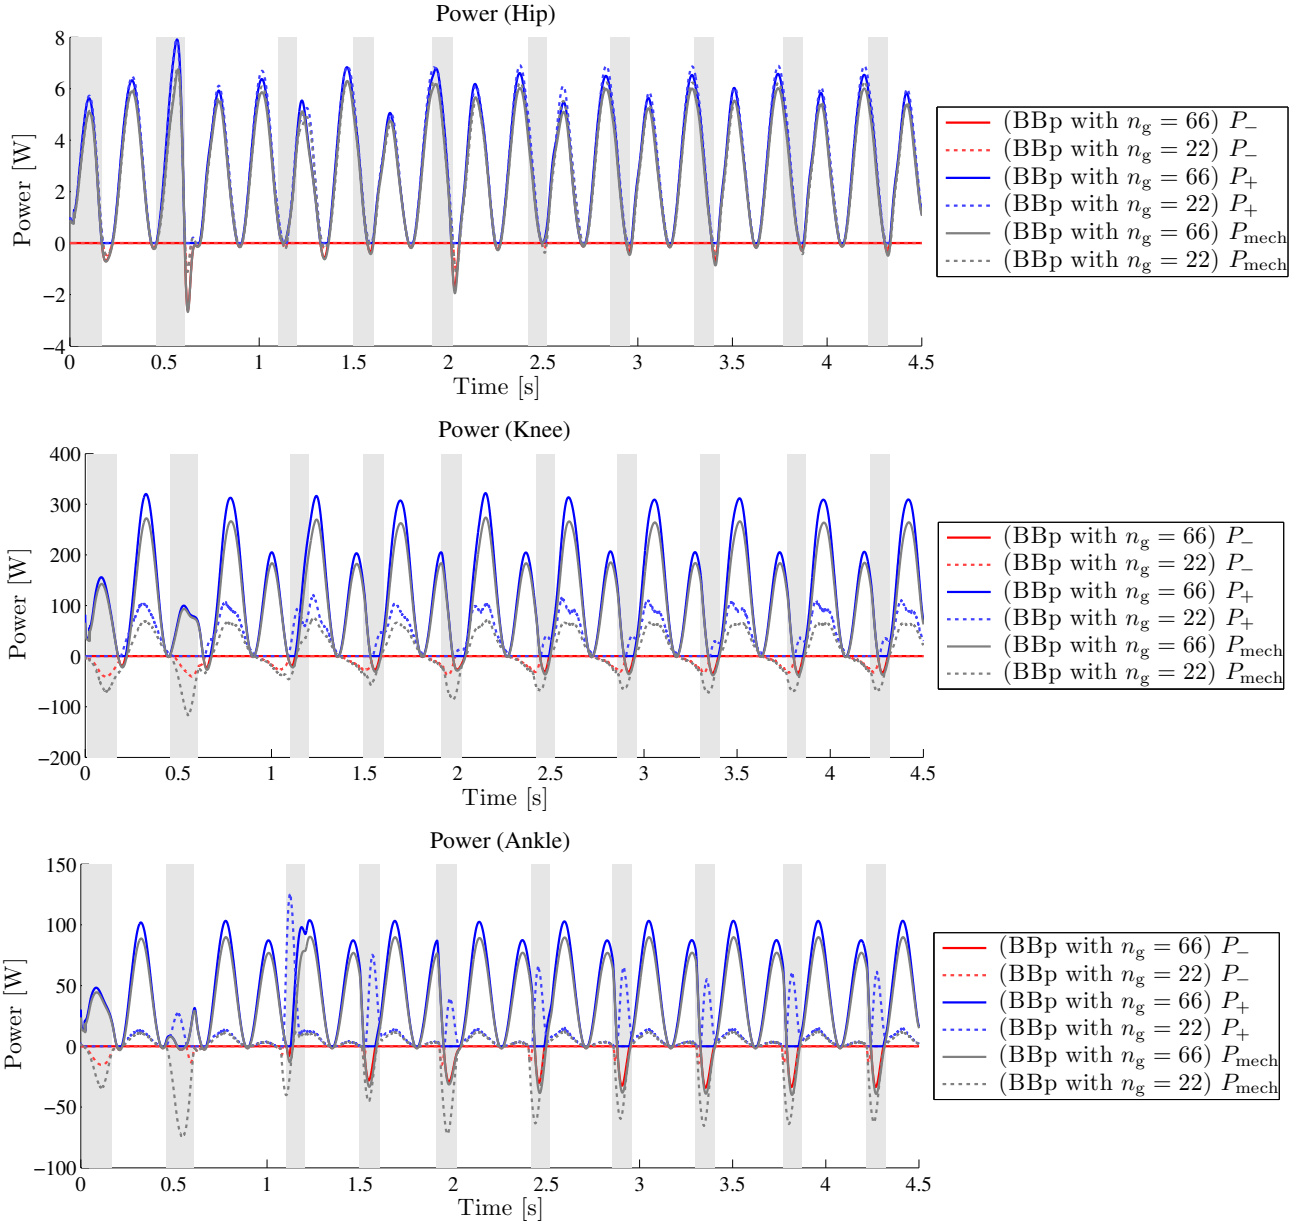 Power (Hip)
8
6
4
2
0
−2
−4
0 0.5 1 1.5 2 2.5 3 3.5 4 4.5
Power [W]
Time [s]
(BBp with n_g = 66) P_−
(BBp with n_g = 22) P_−
(BBp with n_g = 66) P_+
(BBp with n_g = 22) P_+
(BBp with n_g = 66) P_mech
(BBp with n_g = 22) P_mech
Power (Knee)
400
300
200
100
0
−100
−200
0 0.5 1 1.5 2 2.5 3 3.5 4 4.5
Power [W]
Time [s]
(BBp with n_g = 66) P_−
(BBp with n_g = 22) P_−
(BBp with n_g = 66) P_+
(BBp with n_g = 22) P_+
(BBp with n_g = 66) P_mech
(BBp with n_g = 22) P_mech
Power (Ankle)
150
100
50
0
−50
−100
0 0.5 1 1.5 2 2.5 3 3.5 4 4.5
Power [W]
Time [s]
(BBp with n_g = 66) P_−
(BBp with n_g = 22) P_−
(BBp with n_g = 66) P_+
(BBp with n_g = 22) P_+
(BBp with n_g = 66) P_mech
(BBp with n_g = 22) P_mech